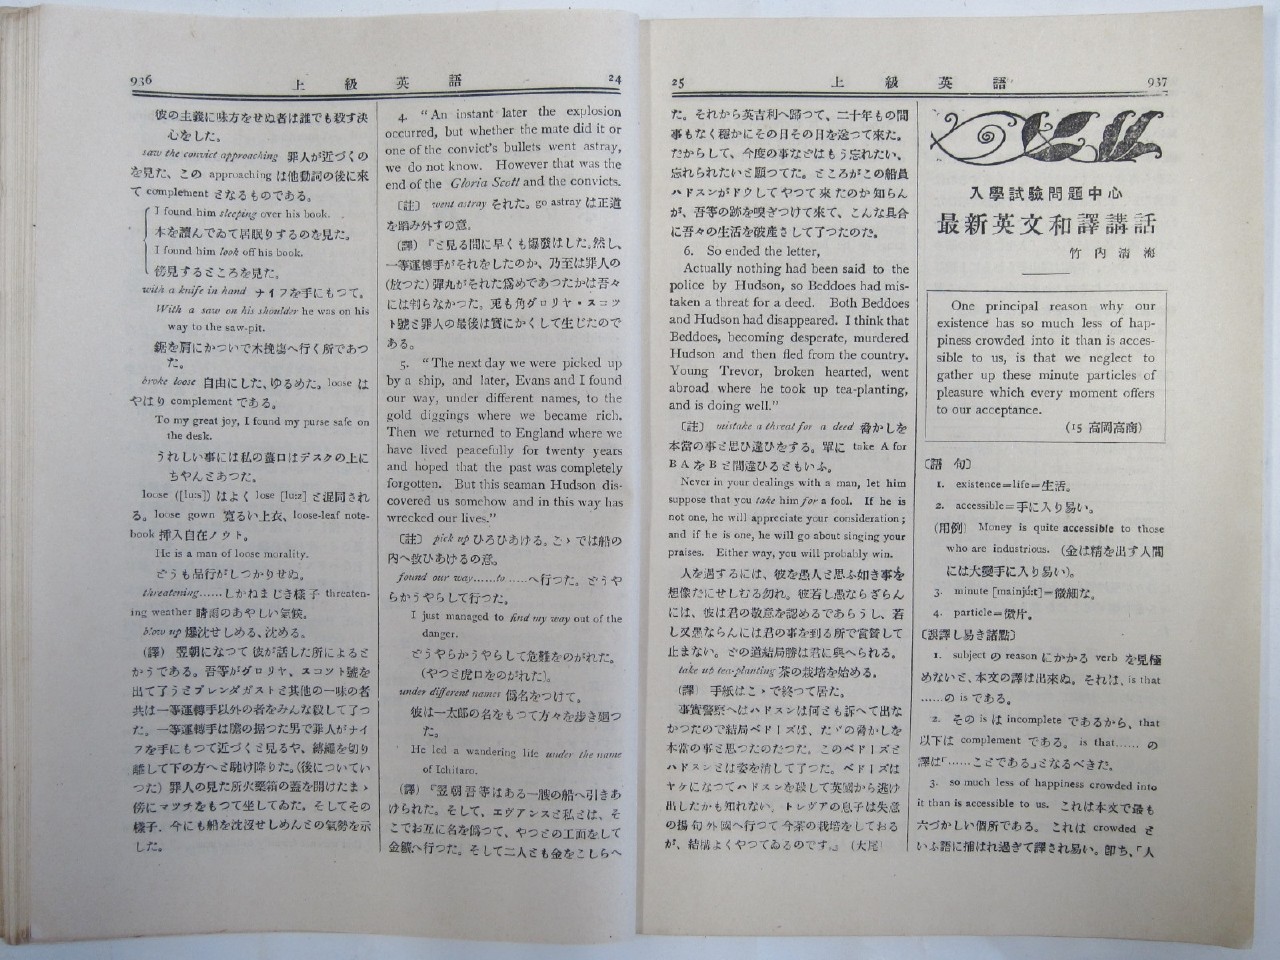 936 上級英語 24
彼の主義に味方をせぬ者は誰でも殺す決
心をした。
saw the convict approaching 罪人が近づくの
を見た、この approaching は他動詞の後に來
て complement となるものである。
I found him sleeping over his book.
本を讀んでゐて居眠りするのを見た。
I found him look off his book.
傍見するところを見た。
with a knife in hand ナイフを手にもつて。
With a saw on his shoulder he was on his
way to the saw-pit.
鋸を肩にかついで木挽塲へ行く所であつ
た。
broke loose 自由にした、ゆるめた。loose は
やはり complement である。
To my great joy, I found my purse safe on
the desk.
うれしい事には私の蟇口はデスクの上に
ちやんとあつた。
loose ([lu:s]) はよく lose [lu:z] と混同され
る。loose gown 寛るい上衣、loose-leaf note-
book 挿入自在ノウト。
He is a man of loose morality.
どうも品行がしつかりせぬ。
threatening……しかねまじき樣子 threaten-
ing weather 晴雨のあやしい氣候。
blow up 爆沈せしめる、沈める。
(譯) 翌朝になつて彼が話した所によると
かうである。吾等がグロリヤ、スコツト號を
出て了うとプレンダガストと其他の一味の者
共は一等運轉手以外の者をみんな殺して了つ
た。一等運轉手は膽の据つた男で罪人がナイ
フを手にもつて近づくと見るや、縛繩を切り
離して下の方へと馳け降りた。(後についてい
つた) 罪人の見た所火藥箱の蓋を開けたまゝ
傍にマツチをもつて坐してゐた。そしてその
樣子、今にも船を沈沒せしめんとの氣勢を示
した。
4. “An instant later the explosion
occurred, but whether the mate did it or
one of the convict's bullets went astray,
we do not know. However that was the
end of the Gloria Scott and the convicts.
〔註〕 went astray それた。go astray は正道
を踏み外すの意。
(譯)『と見る間に早くも爆發はした。然し、
一等運轉手がそれをしたのか、乃至は罪人の
(放つた) 彈丸がそれた爲めであつたかは吾々
には判らなかつた。兎も角グロリヤ・スコツ
ト號と罪人の最後は實にかくして生じたので
ある。
5. “The next day we were picked up
by a ship, and later, Evans and I found
our way, under different names, to the
gold diggings where we became rich.
Then we returned to England where we
have lived peacefully for twenty years
and hoped that the past was completely
forgotten. But this seaman Hudson dis-
covered us somehow and in this way has
wrecked our lives.”
〔註〕 pick up ひろひあげる。こゝでは船の
内へ救ひあげるの意。
found our way……to ……へ行つた。どうや
らかうやらして行つた。
I just managed to find my way out of the
danger.
どうやらかうやらして危難をのがれた。
(やつと虎口をのがれた)。
under different names 僞名をつけて。
彼は一太郎の名をもつて方々を歩き廻つ
た。
He led a wandering life under the name
of Ichitaro.
(譯)『翌朝吾等はある一艘の船へ引きあ
けられた。そして、エヴアンスと私とは、そ
こでお互に名を僞つて、やつとの工面をして
金鑛へ行つた。そして二人とも金をこしらへ
25 上級英語 937
た。それから英吉利へ歸つて、二十年もの間
事もなく穩かにその日その日を送つて來た。
だからして、今度の事などはもう忘れたい、
忘れられたいと願つてた。ところがこの船員
ハドスンがドウしてやつて來たのか知らん
が、吾等の跡を嗅ぎつけて來て、こんな具合
に吾々の生活を破産さして了つたのだ。
6. So ended the letter,
Actually nothing had been said to the
police by Hudson, so Beddoes had mis-
taken a threat for a deed. Both Beddoes
and Hudson had disappeared. I think that
Beddoes, becoming desperate, murdered
Hudson and then fled from the country.
Young Trevor, broken hearted, went
abroad where he took up tea-planting,
and is doing well.”
〔註〕 mistake a threat for a deed 脅かしを
本當の事と思ひ違ひをする。單に take A for
B A を B と間違ひるともいふ。
Never in your dealings with a man, let him
suppose that you take him for a fool. If he is
not one, he will appreciate your consideration;
and if he is one, he will go about singing your
praises. Either way, you will probably win.
人を遇するには、彼を愚人と思ふ如き事を
想像だにせしむる勿れ。彼若し愚ならざらん
には、彼は君の敬意を認めるであらうし、若
し又愚ならんには君の事を到る所で賞贊して
止まない。どの道結局勝は君に與へられる。
take up tea-planting 茶の栽培を始める。
(譯) 手紙はこゝで終つて居た。
事實警察へはハドスンは何とも訴へて出な
かつたので結局ベドーズは、たゞの脅かしを
本當の事と思つたのだつた。このベドーズと
ハドスンとは姿を消して了つた。ベドーズは
ヤケになつてハドスンを殺して英國から逃げ
出したかも知れない。トレヴアの息子は失意
の揚句外國へ行つて今茶の栽培をしてをる
が、結構よくやつてゐるのです。』 (大尾)
入學試驗問題中心
最新英文和譯講話
竹内清海
One principal reason why our
existence has so much less of hap-
piness crowded into it than is acces-
sible to us, is that we neglect to
gather up these minute particles of
pleasure which every moment offers
to our acceptance.
(15 高岡高商)
〔語句〕
1. existence=life=生活。
2. accessible=手に入り易い。
(用例) Money is quite accessible to those
who are industrious. (金は精を出す人間
には大變手に入り易い)。
3. minute [mainjú:t]=微細な。
4. particle=微片。
〔誤譯し易き諸點〕
1. subject の reason にかかる verb を見極
めないと、本文の譯は出來ぬ。それは、is that
……の is である。
2. その is は incomplete であるから、that
以下は complement である。is that…… の
譯は「……ことである」となるべきだ。
3. so much less of happiness crowded into
it than is accessible to us. これは本文で最も
六づかしい個所である。これは crowded と
いふ語に捕はれ過ぎて譯され易い。即ち、「人